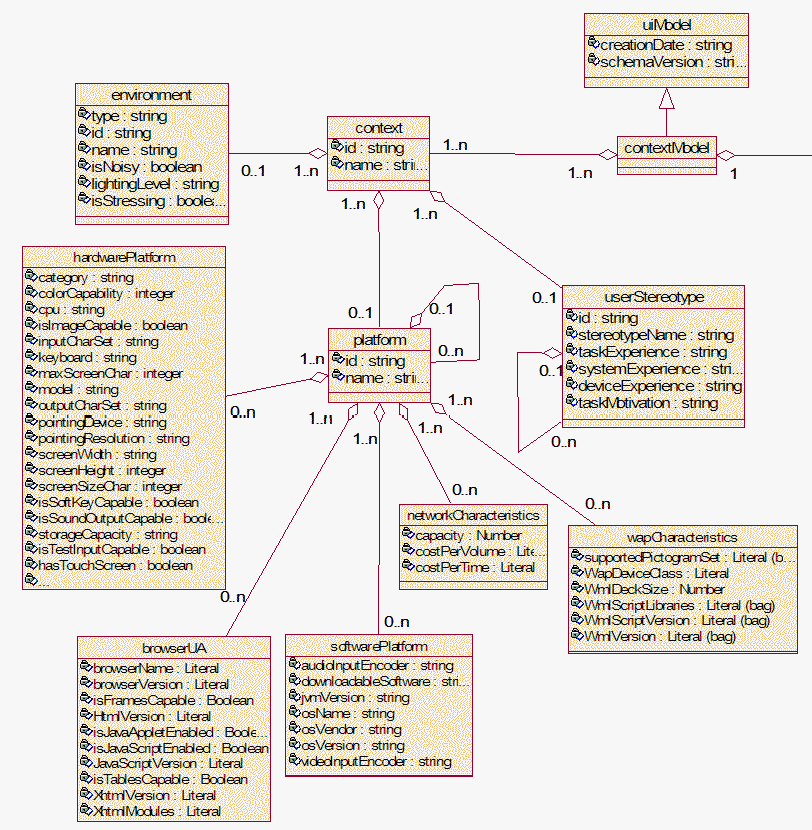 uiModel
creationDate : string
schemaVersion : stri...
environment
type : string
id : string
name : string
isNoisy : boolean
lightingLevel : string
isStressing : boole...
0..1
1..n
context
id : string
name : strii...
1..n
1..n
contextModel
1
1..n
1..n
hardwarePlatform
category : string
colorCapability : integer
cpu : string
isImageCapable : boolean
inputCharSet : string
keyboard : string
maxScreenChar : integer
model : string
outputCharSet : string
pointingDevice : string
pointingResolution : string
screenWidth : string
screenHeight : integer
screenSizeChar : integer
isSoftKeyCapable : boolean
isSoundOutputCapable : boole...
storageCapacity : string
isTestInputCapable : boolean
hasTouchScreen : boolean
...
0..1
0..1
0..n
platform
id : string
name : strii...
1..n
0..n
0..1
userStereotype
id : string
stereotypeName : string
taskExperience : string
systemExperience : stri...
deviceExperience : string
taskMotivation : string
0..1
0..n
1..n
1..n
1..n
1..n
0..n
networkCharacteristics
capacity : Number
costPerVolume : Lite...
costPerTime : Literal
0..n
wapCharacteristics
supportedPictogramSet : Literal (b...
WapDeviceClass : Literal
WmlDeckSize : Number
WmlScriptLibraries : Literal (bag)
WmlScriptVersion : Literal (bag)
WmlVersion : Literal (bag)
0..n
browserUA
browserName : Literal
browserVersion : Literal
isFramesCapable : Boolean
HtmlVersion : Literal
isJavaAppletEnabled : Boole...
isJavaScriptEnabled : Boolean
JavaScriptVersion : Literal
isTablesCapable : Boolean
XhtmlVersion : Literal
XhtmlModules : Literal
0..n
softwarePlatform
audioInputEncoder : string
downloadableSoftware : stri...
jvmVersion : string
osName : string
osVendor : string
osVersion : string
videoInputEncoder : string